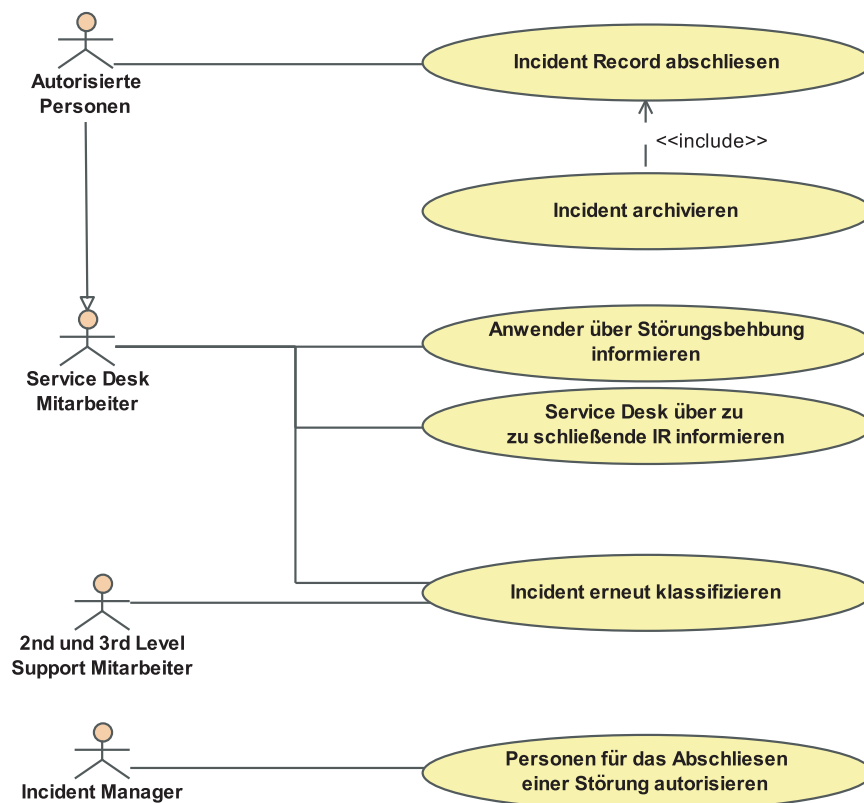 Incident Record abschliesen
Autorisierte
Personen
<<include>>
Incident archivieren
Anwender über Störungsbehbung
informieren
Service Desk
Mitarbeiter
Service Desk über zu
zu schließende IR informieren
Incident erneut klassifizieren
2nd und 3rd Level
Support Mitarbeiter
Personen für das Abschliesen
einer Störung autorisieren
Incident Manager